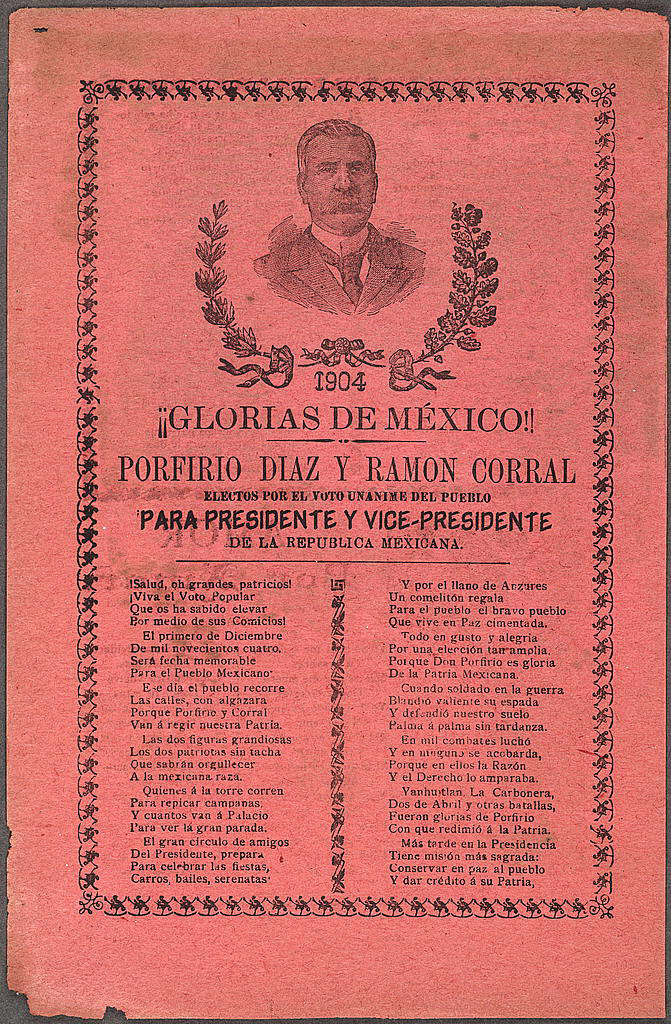 1904
¡¡GLORIAS DE MÉXICO!!
PORFIRIO DIAZ Y RAMON CORRAL
ELECTOS POR EL VOTO UNANIME DEL PUEBLO
PARA PRESIDENTE Y VICE-PRESIDENTE
DE LA REPUBLICA MEXICANA.
¡Salud, oh grandes patricios!
¡Viva el Voto Popular
Que os ha sabido elevar
Por medio de sus Comicios!
El primero de Diciembre
De mil novecientos cuatro,
Será fecha memorable
Para el Pueblo Mexicano·
Ese día el pueblo recorre
Las calles, con algazara
Porque Porfirio y Corral
Van á regir nuestra Patria.
Las dos figuras grandiosas
Los dos patriotas sin tacha
Que sabrán orgullecer
A la mexicana raza.
Quienes á la torre corren
Para repicar campanas,
Y cuantos van á Palacio
Para ver la gran parada.
El gran círculo de amigos
Del Presidente, prepara
Para celebrar las fiestas,
Carros, bailes, serenatas·
Y por el llano de Anzures
Un comelitón regala
Para el pueblo el bravo pueblo
Que vive en Paz cimentada.
Todo en gusto y alegria
Por una elección tan amplia.
Porque Don Porfirio es gloria
De la Patria Mexicana.
Cuando soldado en la guerra
Blandió valiente su espada
Y defendió nuestro suelo
Palma á palma sin tardanza.
En mil combates luchó
Y en ninguno se acobarda,
Porque en ellos la Razón
Y el Derecho lo amparaba.
Yanhuitlan, La Carbonera,
Dos de Abril y otras batallas,
Fueron glorias de Porfirio
Con que redimió á la Patria.
Más tarde en la Presidencia
Tiene misión más sagrada:
Conservar en paz al pueblo
Y dar crédito á su Patria,